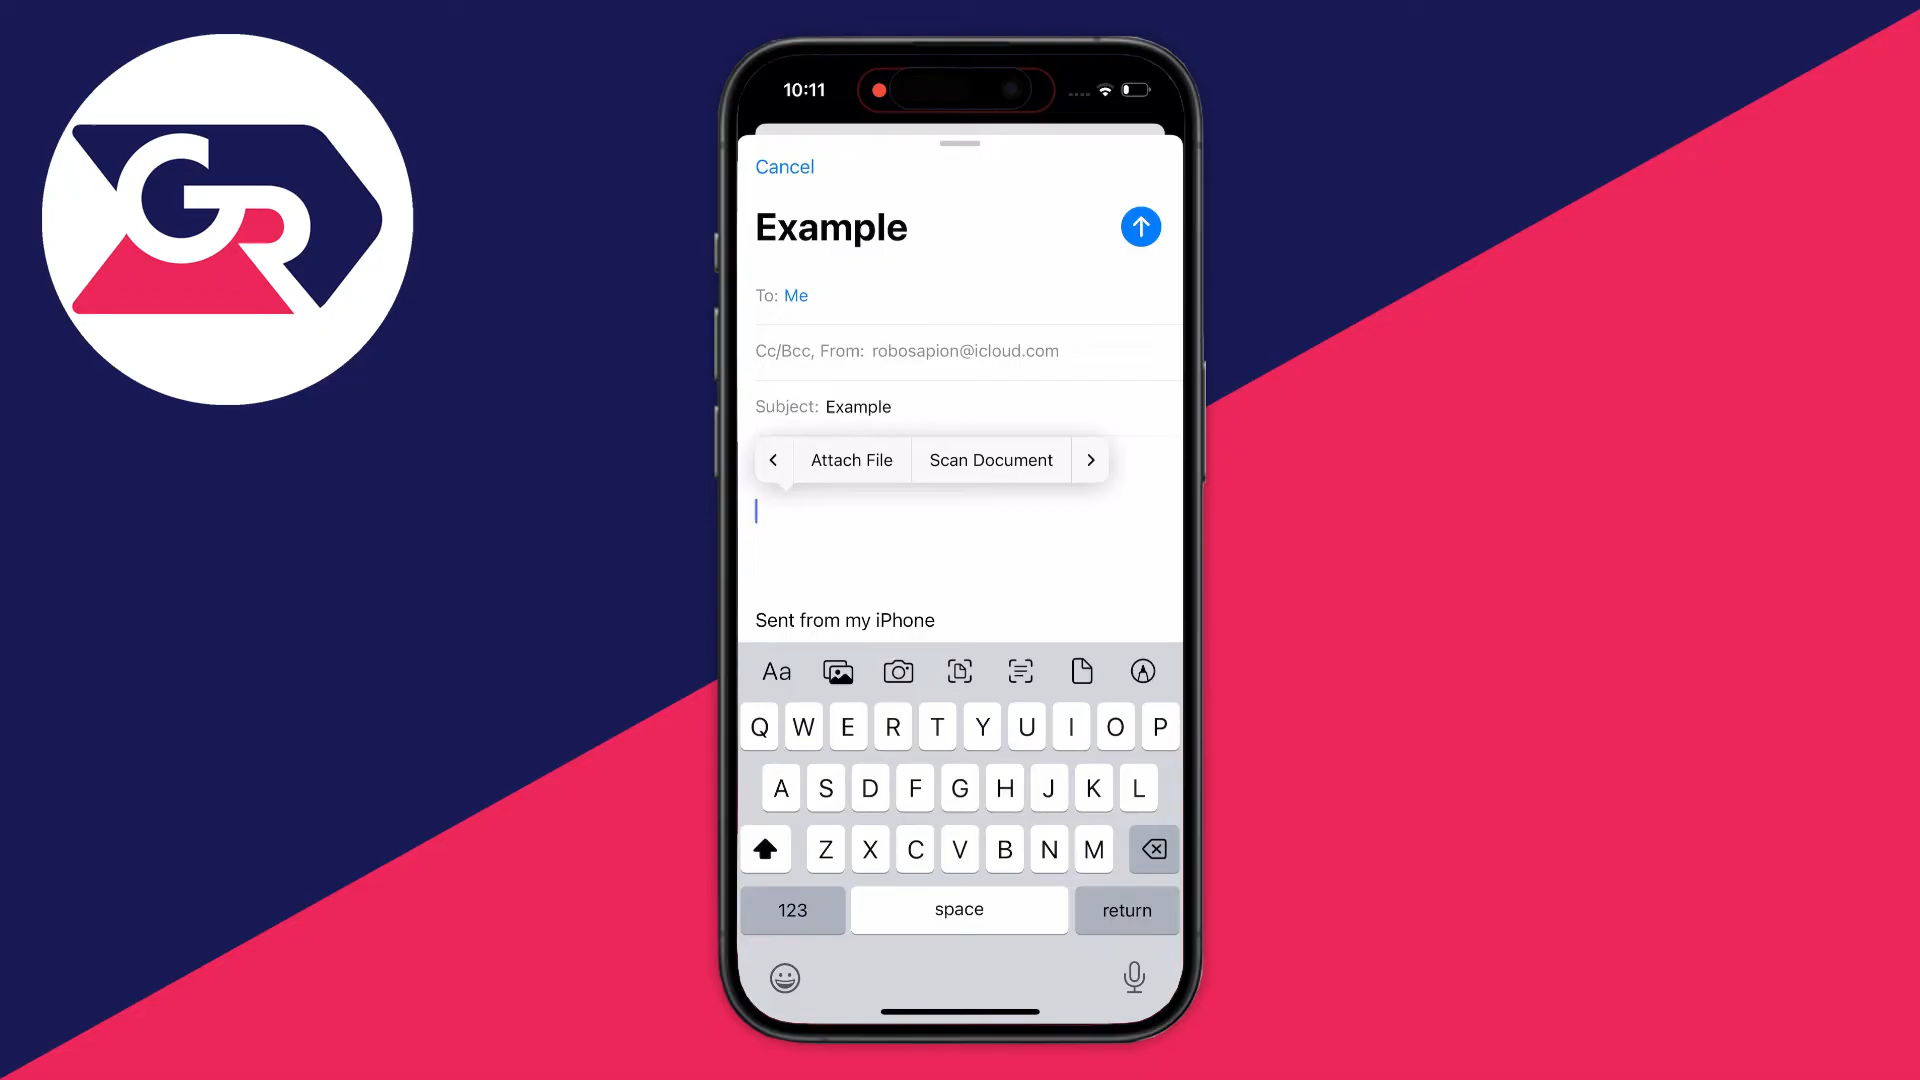 GR
10:11
Cancel
Example
To: Me
Cc/Bcc, From: robosapion@icloud.com
Subject: Example
Attach File Scan Document
Sent from my iPhone
Aa
Q W E R T Y U I O P
A S D F G H J K L
Z X C V B N M
123 space return